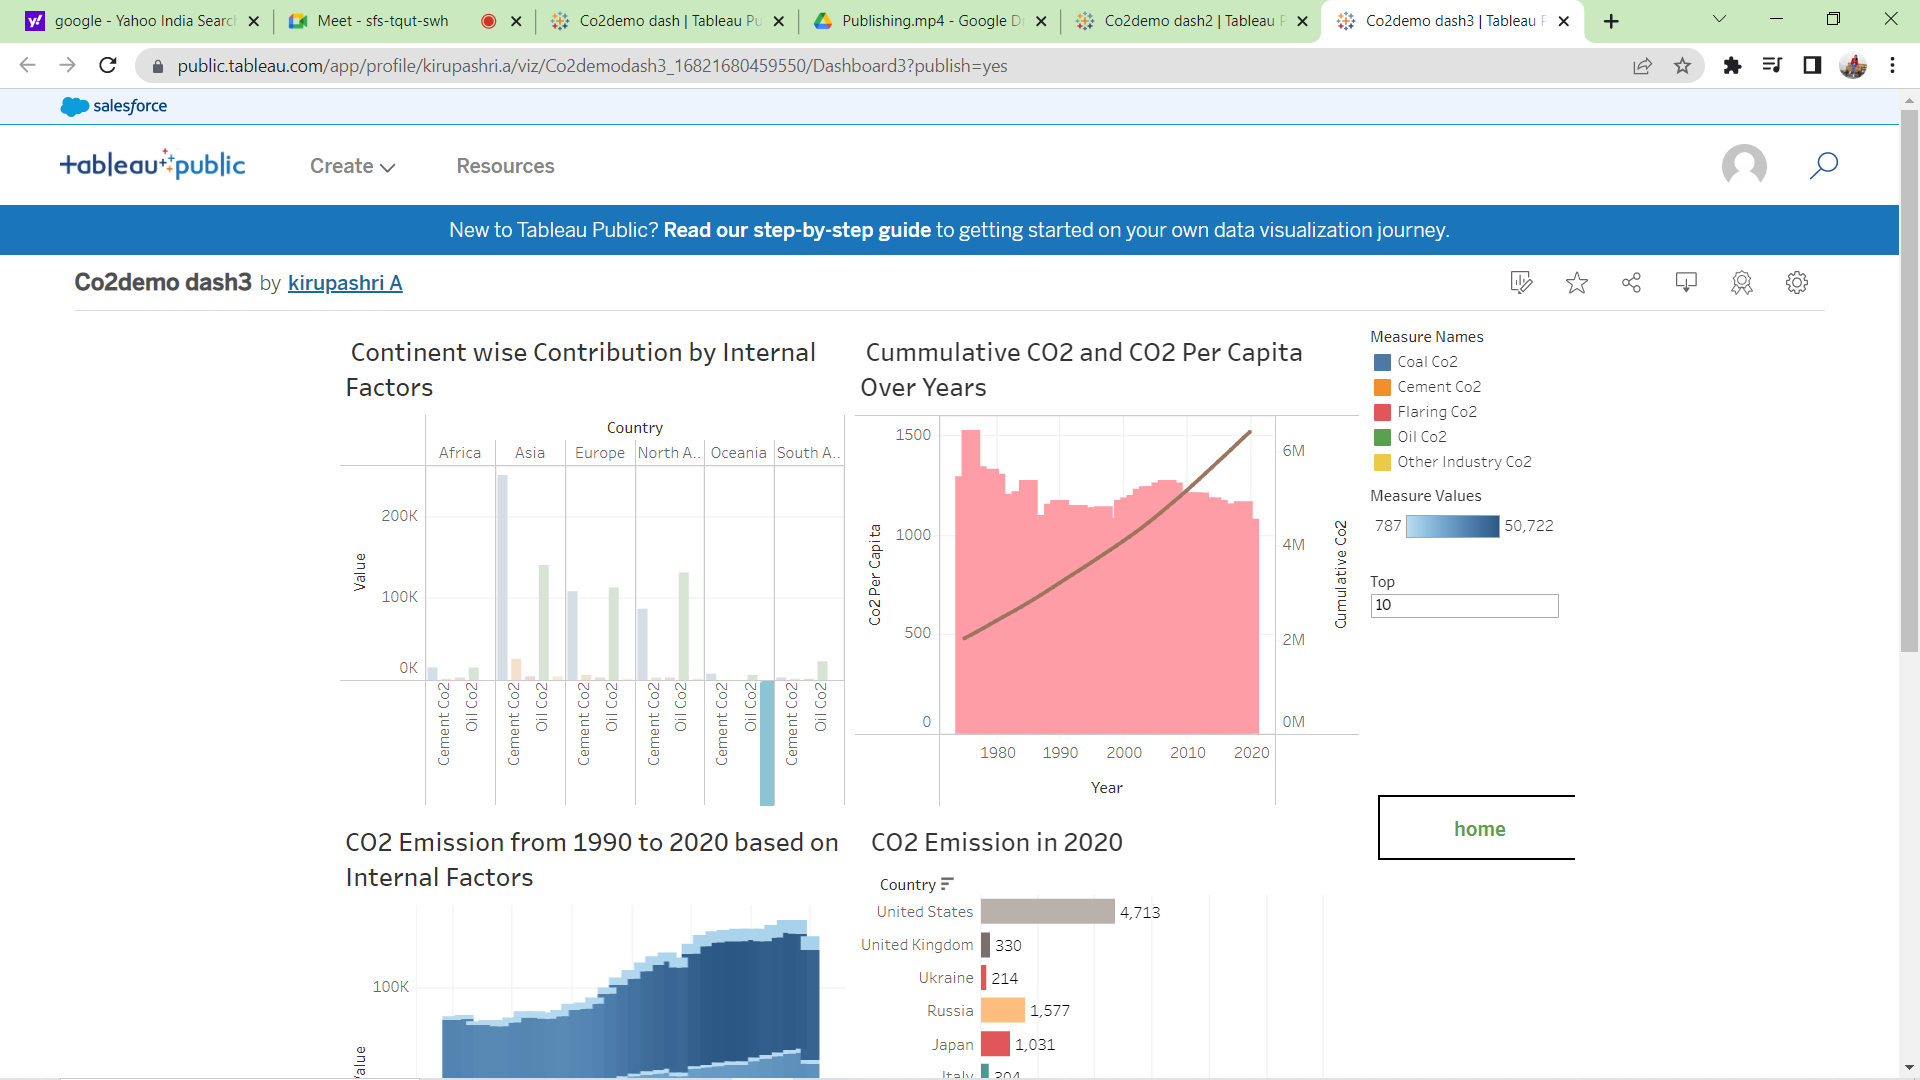 google - Yahoo India Searc
Meet - sfs-tqut-swh
Co2demo dash | Tableau Pu
Publishing.mp4 - Google Dr
Co2demo dash2 | Tableau P
Co2demo dash3 | Tableau P
public.tableau.com/app/profile/kirupashri.a/viz/Co2demodash3_16821680459550/Dashboard3?publish=yes
salesforce
+ableau public
Create
Resources
New to Tableau Public? Read our step-by-step guide to getting started on your own data visualization journey.
Co2demo dash3 by kirupashri A
Continent wise Contribution by Internal
Factors
Country
Africa Asia Europe North A.. Oceania South A..
Value
200K
100K
0K
Cement Co2
Oil Co2
Cement Co2
Oil Co2
Cement Co2
Oil Co2
Cement Co2
Oil Co2
Cement Co2
Oil Co2
Cement Co2
Oil Co2
Cummulative CO2 and CO2 Per Capita
Over Years
Co2 Per Capita
1500
1000
500
0
6M
4M
2M
0M
Cumulative Co2
1980 1990 2000 2010 2020
Year
Measure Names
Coal Co2
Cement Co2
Flaring Co2
Oil Co2
Other Industry Co2
Measure Values
787 50,722
Top
10
home
CO2 Emission from 1990 to 2020 based on
Internal Factors
100K
Value
CO2 Emission in 2020
Country
United States 4,713
United Kingdom 330
Ukraine 214
Russia 1,577
Japan 1,031
Italy 304